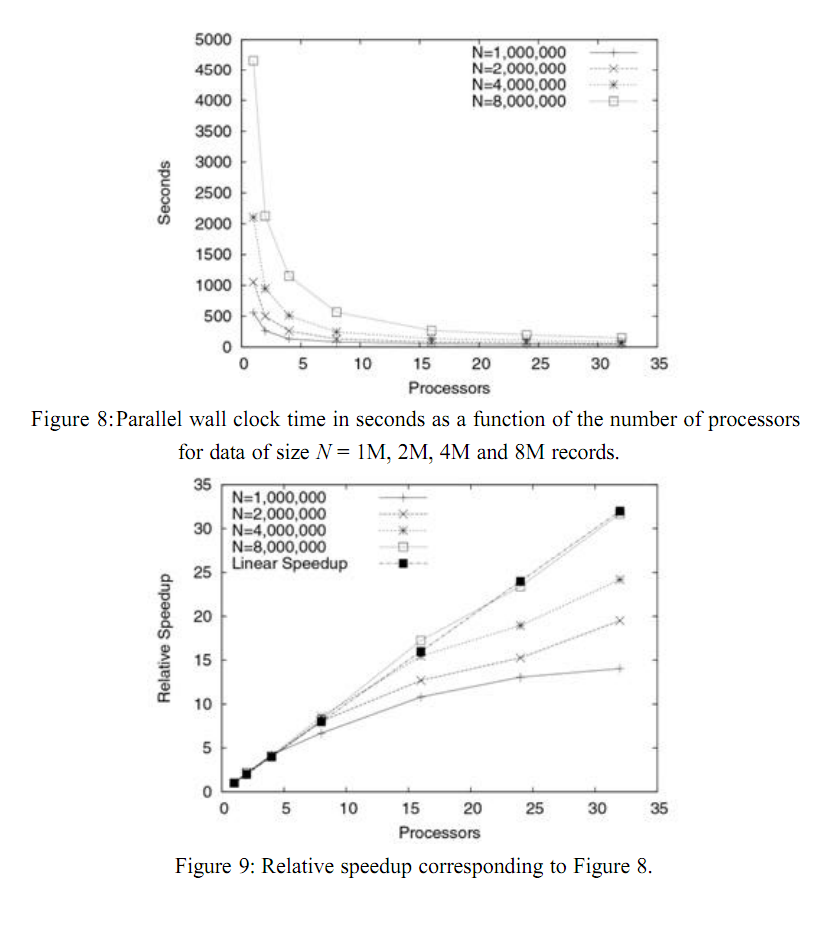 5000
4500
4000
3500
3000
2500
2000
1500
1000
500
0
Seconds
N=1,000,000
N=2,000,000
N=4,000,000
N=8,000,000
0 5 10 15 20 25 30 35
Processors
Figure 8:Parallel wall clock time in seconds as a function of the number of processors
for data of size N = 1M, 2M, 4M and 8M records.
35
30
25
20
15
10
5
0
Relative Speedup
N=1,000,000
N=2,000,000
N=4,000,000
N=8,000,000
Linear Speedup
0 5 10 15 20 25 30 35
Processors
Figure 9: Relative speedup corresponding to Figure 8.